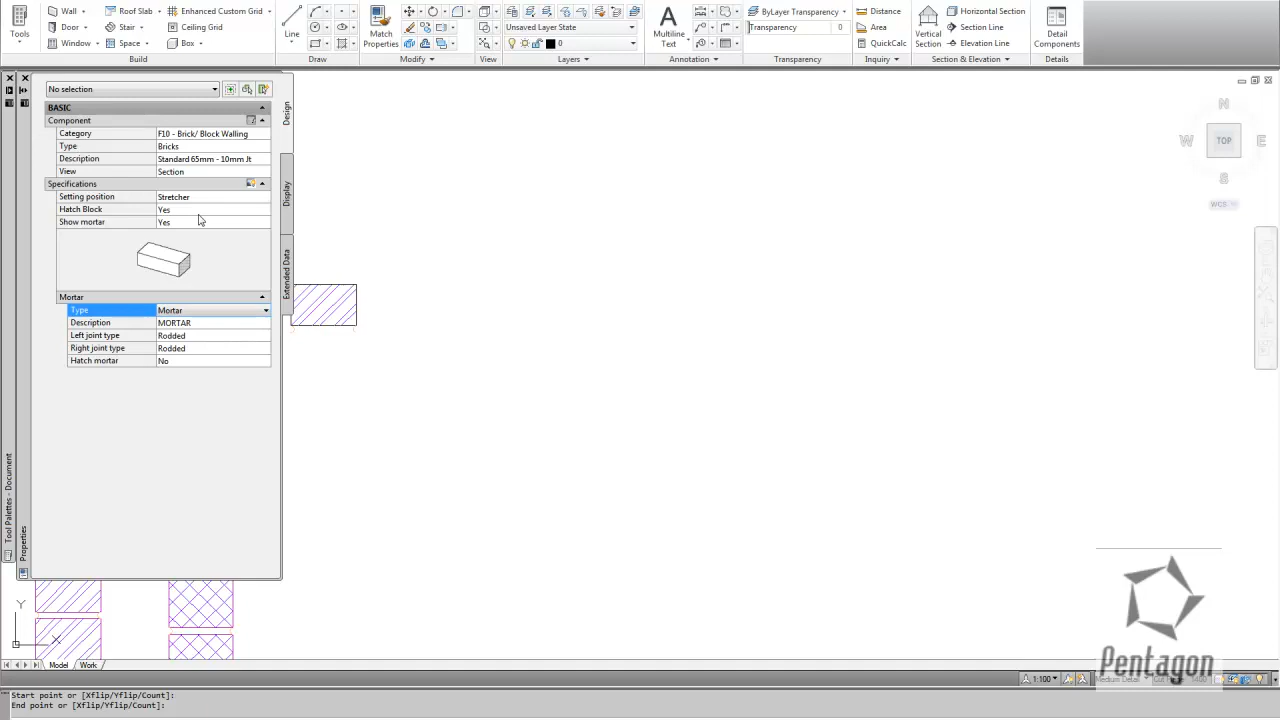 Tools
Wall
Door
Window
Roof Slab
Stair
Space
Enhanced Custom Grid
Ceiling Grid
Box
Build
Line
Draw
Match
Properties
Modify
View
Unsaved Layer State
0
Layers
Multiline
Text
Annotation
ByLayer Transparency
Transparency 0
Transparency
Distance
Area
QuickCalc
Inquiry
Vertical
Section
Horizontal Section
Section Line
Elevation Line
Section & Elevation
Detail
Components
Details
No selection
BASIC
Component
Category F10 - Brick/ Block Walling
Type Bricks
Description Standard 65mm - 10mm Jt
View Section
Specifications
Setting position Stretcher
Hatch Block Yes
Show mortar Yes
Mortar
Type Mortar
Description MORTAR
Left joint type Rodded
Right joint type Rodded
Hatch mortar No
Design
Display
Extended Data
Tool Palettes - Document
Properties
N
W TOP E
S
WCS
Y
X
Model Work
Pentagon
1:100
Medium Detail
Start point or [Xflip/Yflip/Count]:
End point or [Xflip/Yflip/Count]: